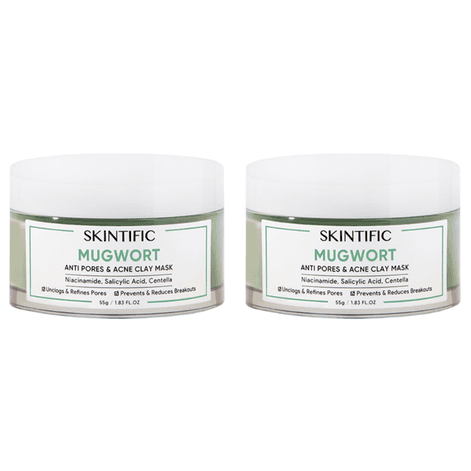 SKINTIFIC
MUGWORT
ANTI PORES & ACNE CLAY MASK
Niacinamide, Salicylic Acid, Centella
☑Unclogs & Refines Pores ☑Prevents & Reduces Breakouts
55g | 1.83 FL.OZ
SKINTIFIC
MUGWORT
ANTI PORES & ACNE CLAY MASK
Niacinamide, Salicylic Acid, Centella
☑Unclogs & Refines Pores ☑Prevents & Reduces Breakouts
55g | 1.83 FL.OZ